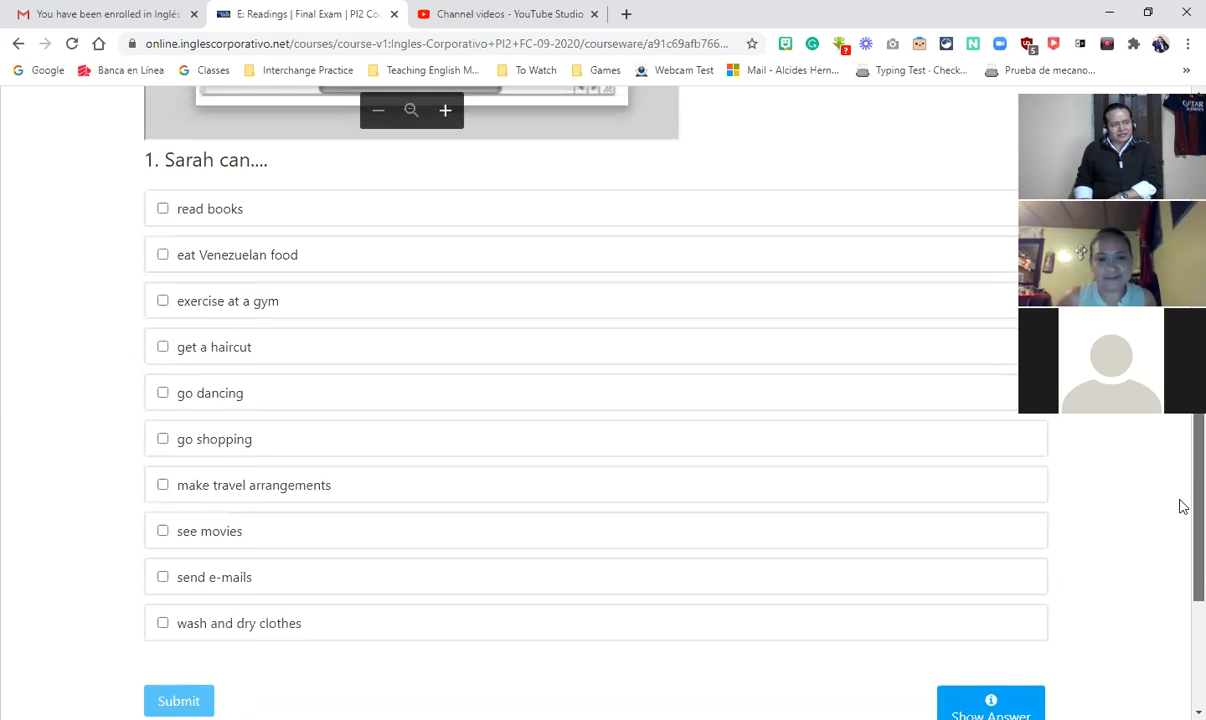 You have been enrolled in Inglés
E: Readings | Final Exam | PI2 Cou
Channel videos - YouTube Studio
online.inglescorporativo.net/courses/course-v1:Ingles-Corporativo+PI2+FC-09-2020/courseware/a91c69afb766...
Google
Banca en Línea
Classes
Interchange Practice
Teaching English M...
To Watch
Games
Webcam Test
Mail - Alcides Hern...
Typing Test · Check...
Prueba de mecano...
1. Sarah can....
read books
eat Venezuelan food
exercise at a gym
get a haircut
go dancing
go shopping
make travel arrangements
see movies
send e-mails
wash and dry clothes
Submit
Show Answer